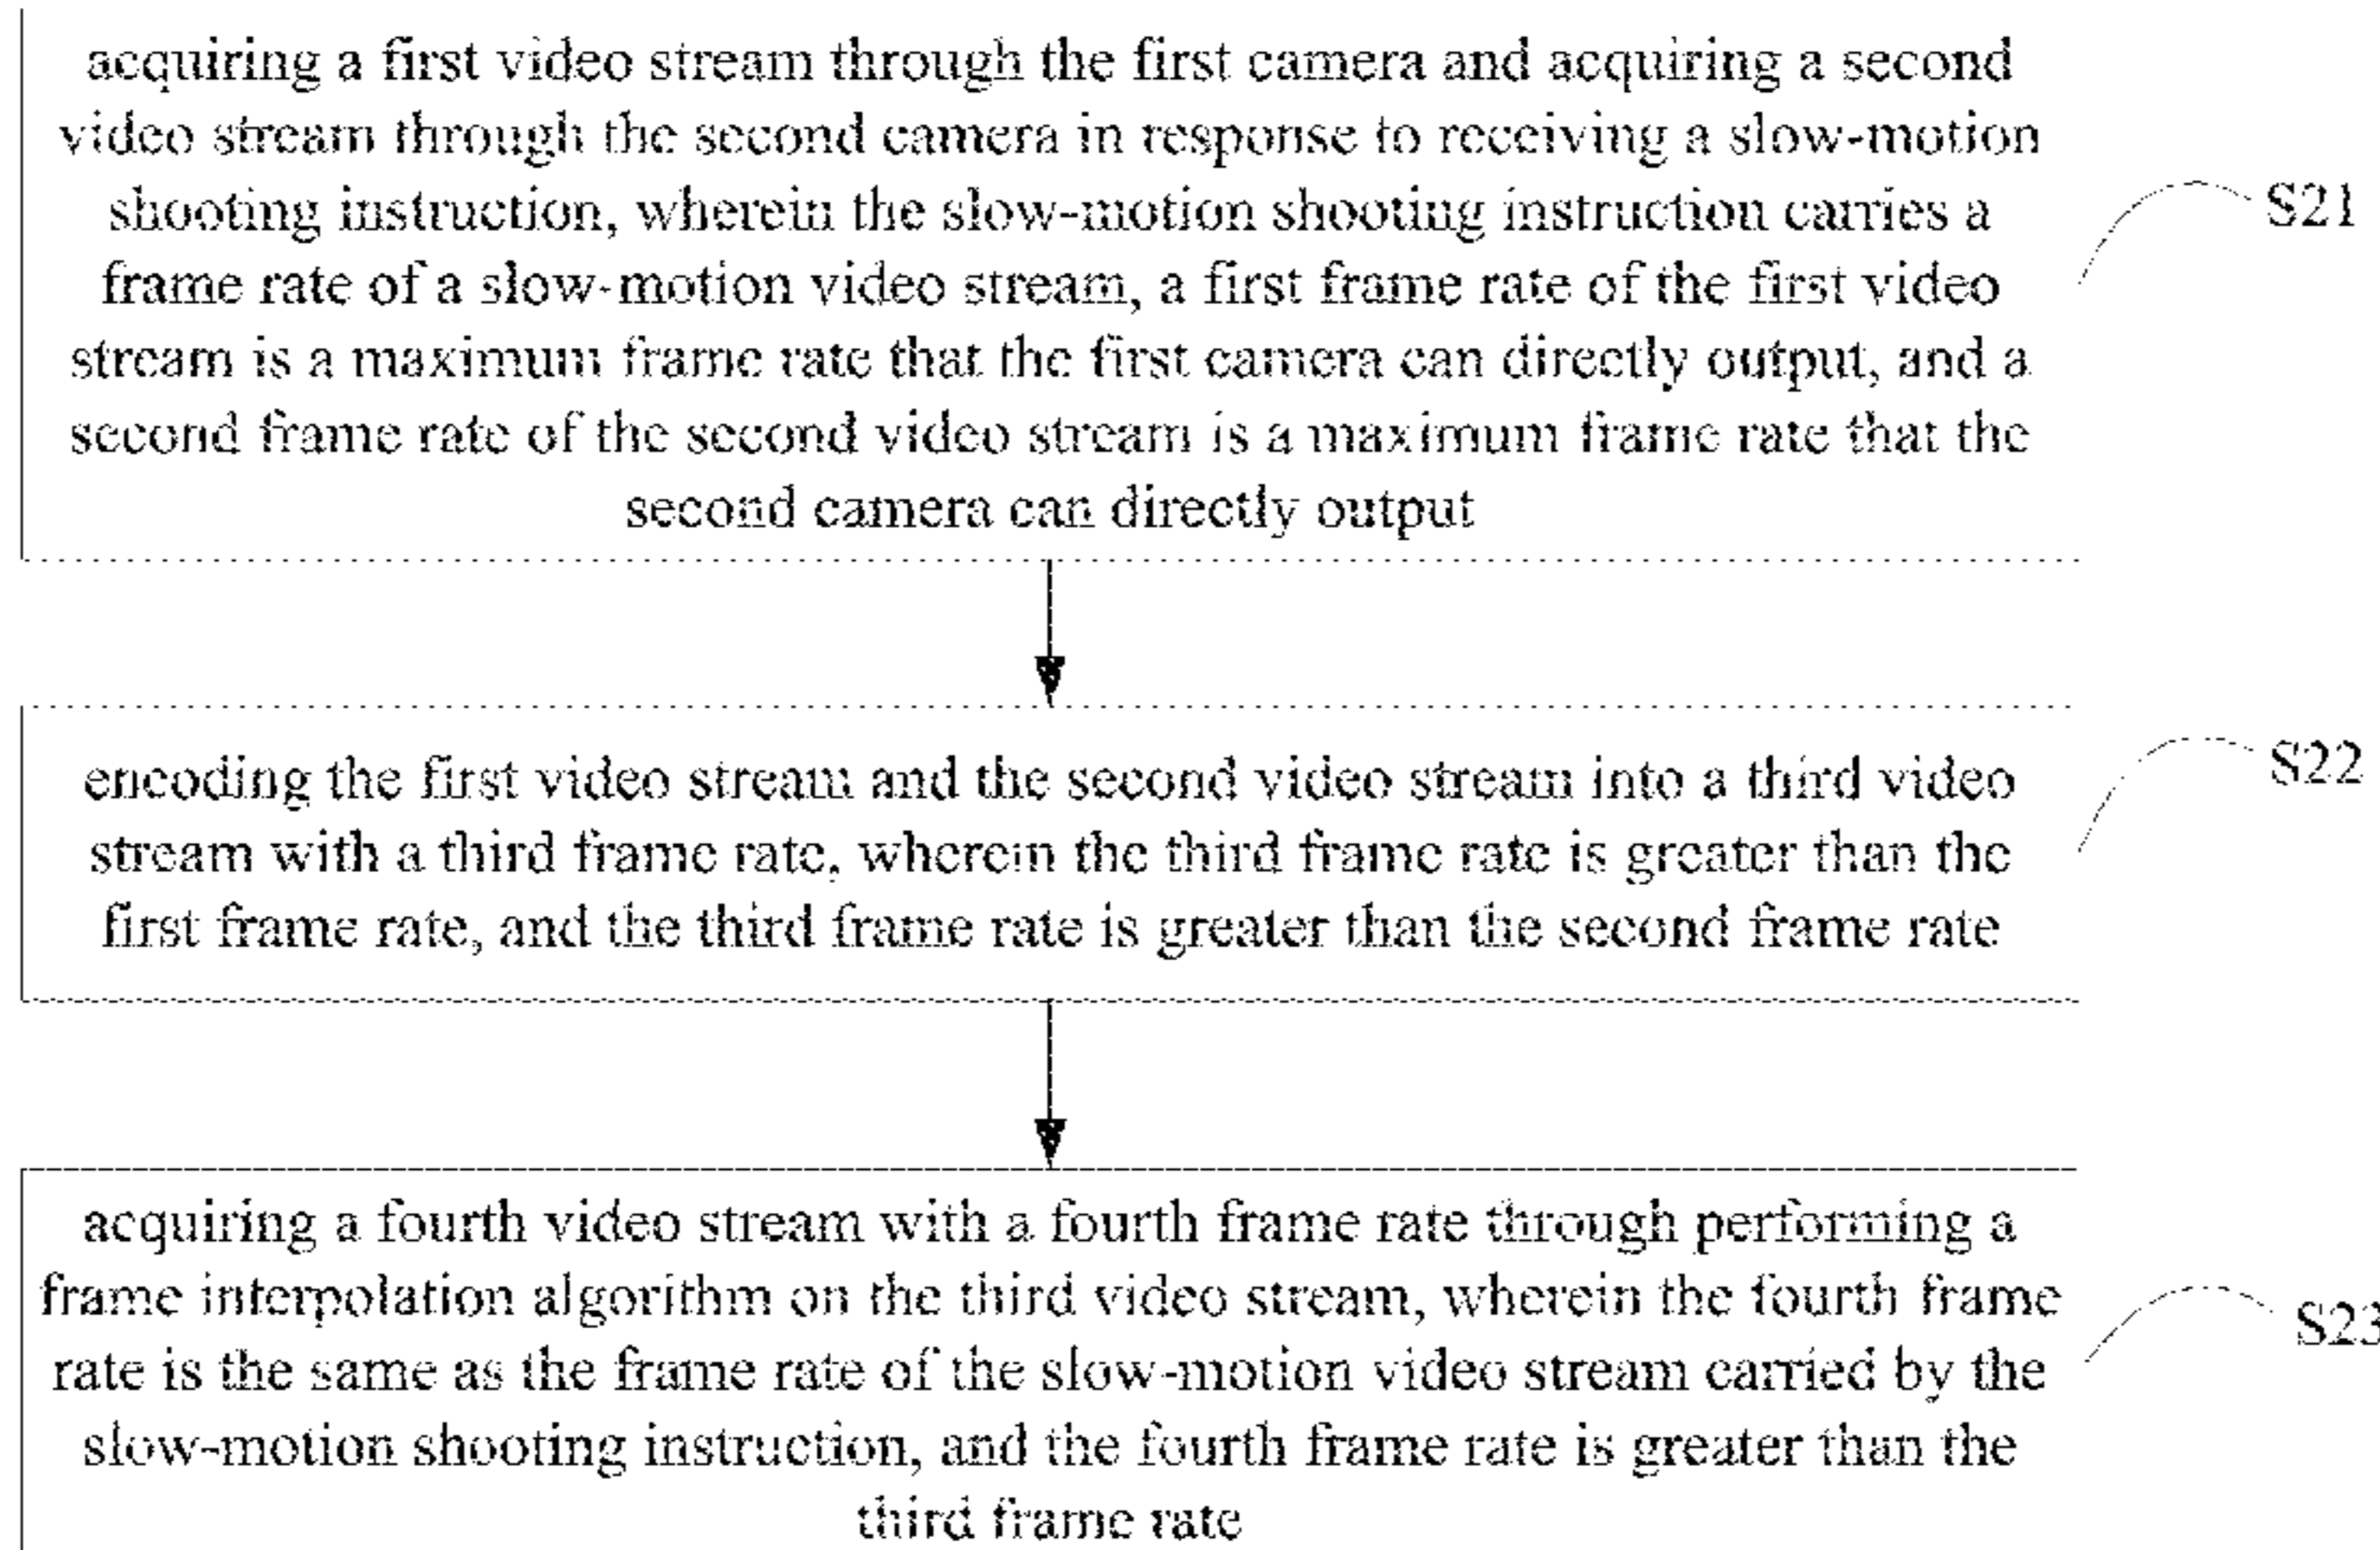 acquiring a first video stream through the first camera and acquiring a second
video stream through the second camera in response to receiving a slow-motion
shooting instruction, wherein the slow-motion shooting instruction carries a
frame rate of a slow-motion video stream, a first frame rate of the first video
stream is a maximum frame rate that the first camera can directly output, and a
second frame rate of the second video stream is a maximum frame rate that the
second camera can directly output
S21
encoding the first video stream and the second video stream into a third video
stream with a third frame rate, wherein the third frame rate is greater than the
first frame rate, and the third frame rate is greater than the second frame rate
S22
acquiring a fourth video stream with a fourth frame rate through performing a
frame interpolation algorithm on the third video stream, wherein the fourth frame
rate is the same as the frame rate of the slow-motion video stream carried by the
slow-motion shooting instruction, and the fourth frame rate is greater than the
third frame rate
S23